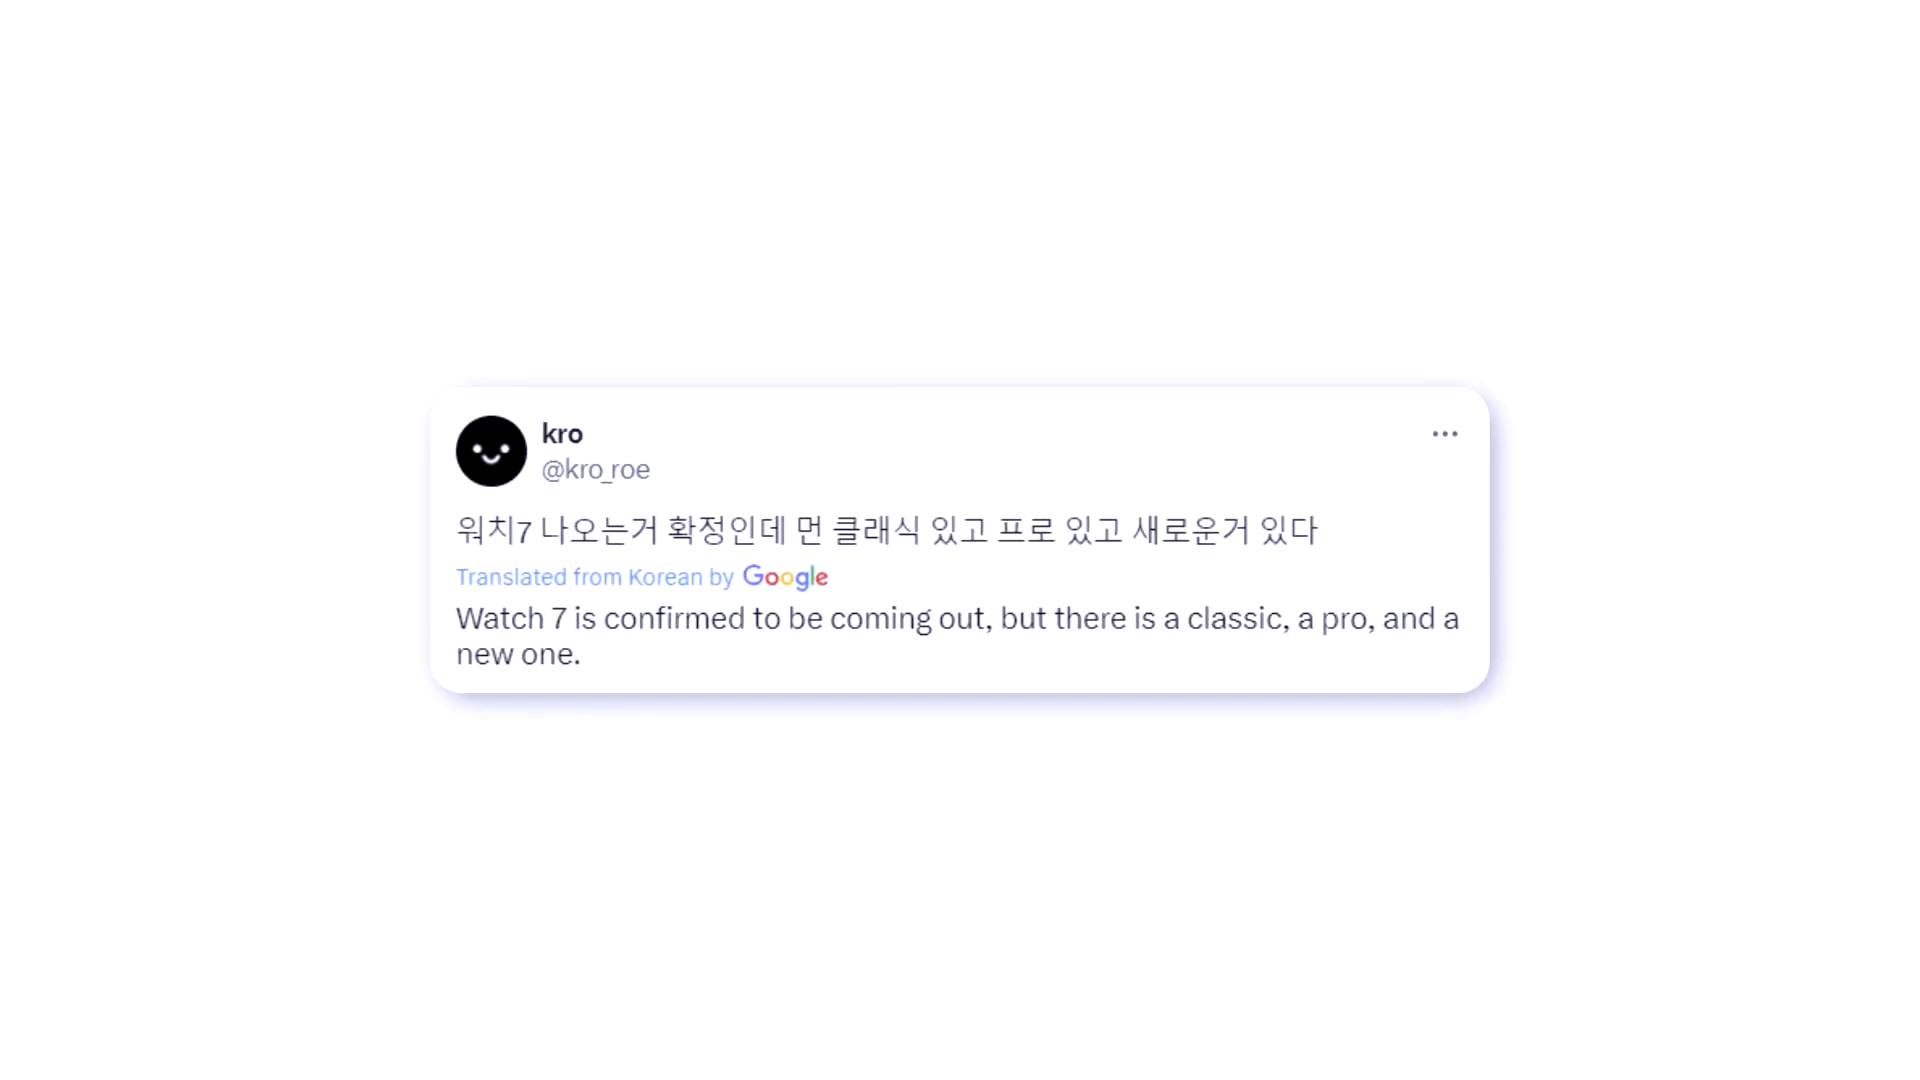 kro
@kro_roe
워치7 나오는거 확정인데 먼 클래식 있고 프로 있고 새로운거 있다
Translated from Korean by Google
Watch 7 is confirmed to be coming out, but there is a classic, a pro, and a
new one.